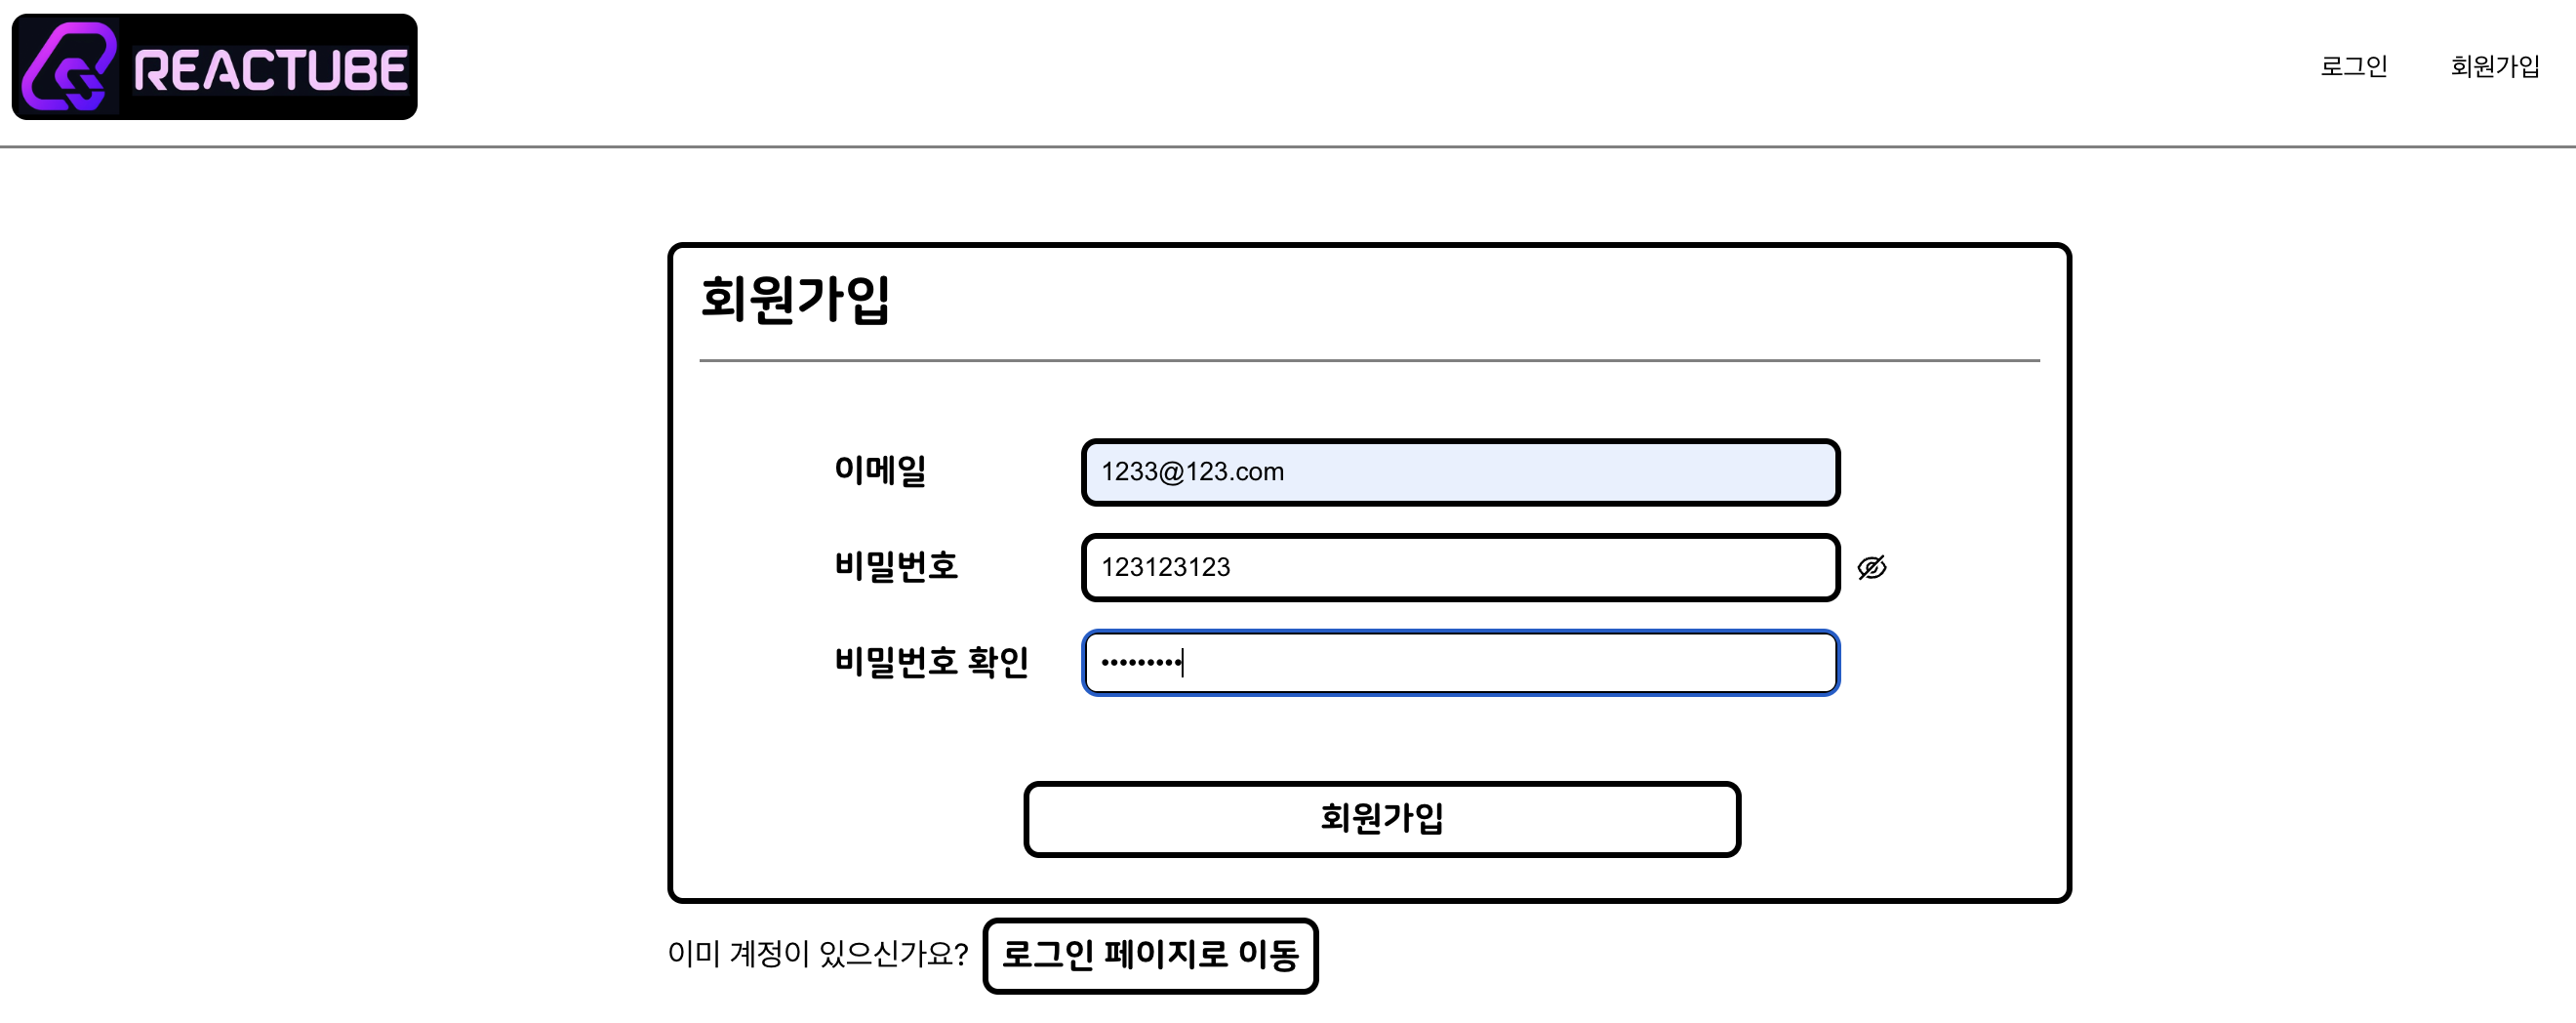 REACTUBE
로그인 회원가입
회원가입
이메일 1233@123.com
비밀번호 123123123
비밀번호 확인 •••••••••
회원가입
이미 계정이 있으신가요? 로그인 페이지로 이동